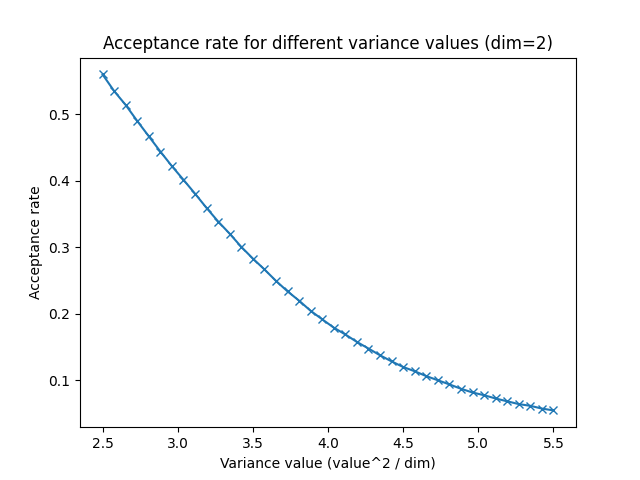 Acceptance rate for different variance values (dim=2)
Acceptance rate
0.5
0.4
0.3
0.2
0.1
2.5 3.0 3.5 4.0 4.5 5.0 5.5
Variance value (value^2 / dim)